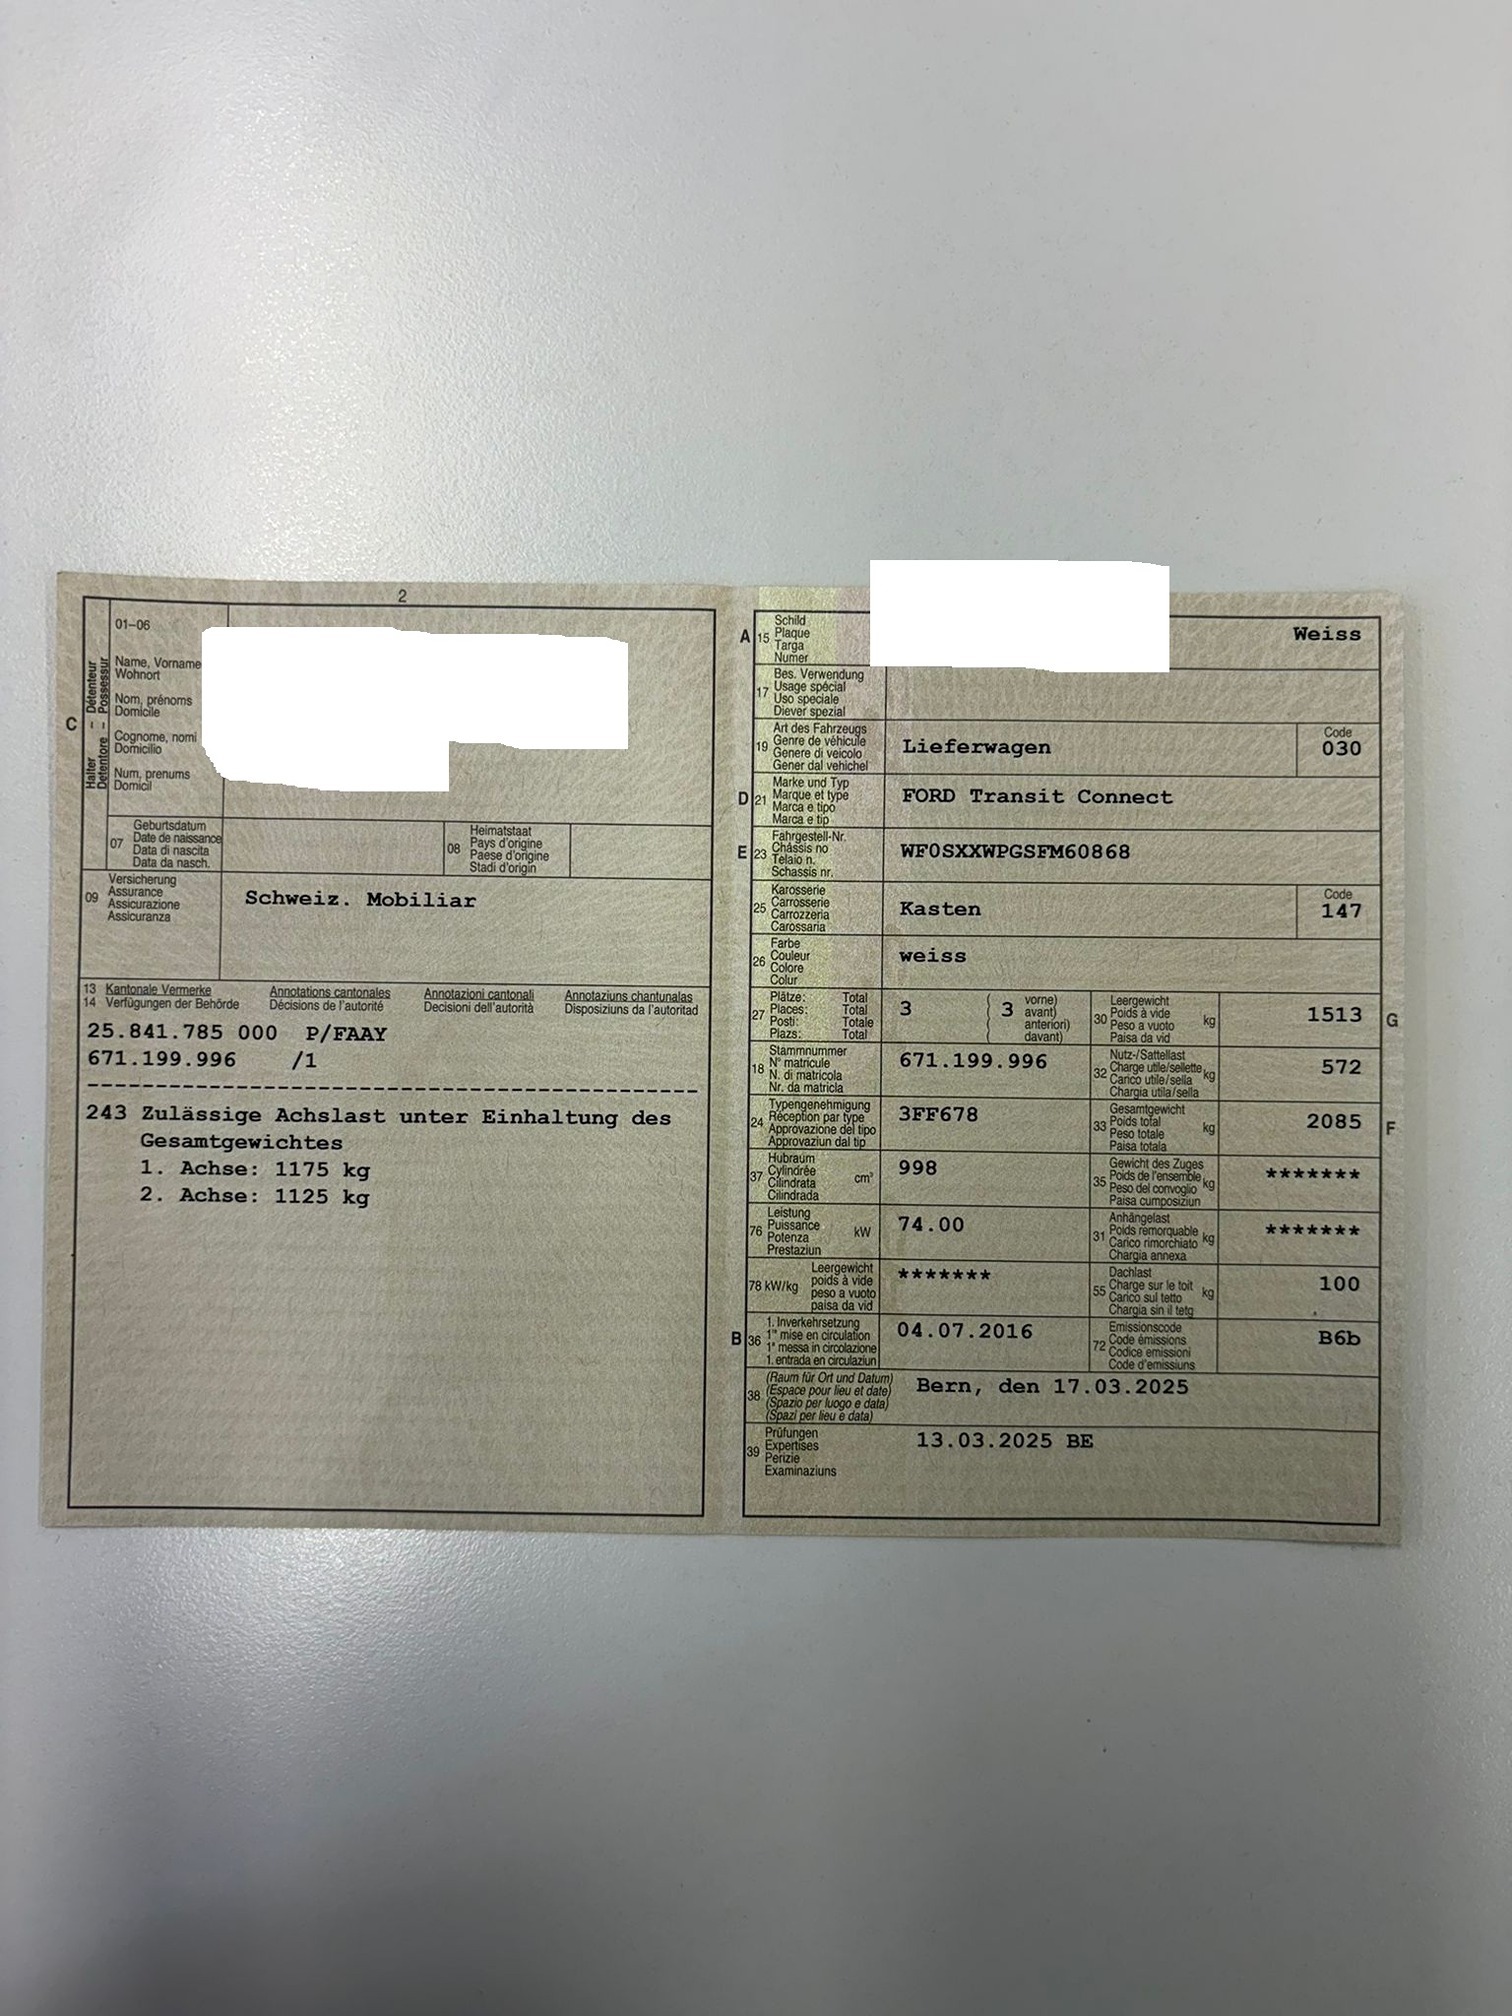 2
C
Halter – Détenteur
Detentore – Possessur
01–06
Name, Vorname
Wohnort
Nom, prénoms
Domicile
Cognome, nomi
Domicilio
Num, prenums
Domicil
07
Geburtsdatum
Date de naissance
Data di nascita
Data da nasch.
08
Heimatstaat
Pays d'origine
Paese d'origine
Stadi d'origin
09
Versicherung
Assurance
Assicurazione
Assicuranza
Schweiz. Mobiliar
13 Kantonale Vermerke Annotations cantonales Annotazioni cantonali Annotaziuns chantunalas
14 Verfügungen der Behörde Décisions de l'autorité Decisioni dell'autorità Disposiziuns da l'autoritad
25.841.785 000 P/FAAY
671.199.996 /1
243 Zulässige Achslast unter Einhaltung des
Gesamtgewichtes
1. Achse: 1175 kg
2. Achse: 1125 kg
A 15
Schild
Plaque
Targa
Numer
Weiss
17
Bes. Verwendung
Usage spécial
Uso speciale
Diever spezial
19
Art des Fahrzeugs
Genre de véhicule
Genere di veicolo
Gener dal vehichel
Lieferwagen
Code
030
D 21
Marke und Typ
Marque et type
Marca e tipo
Marca e tip
FORD Transit Connect
E 23
Fahrgestell-Nr.
Châssis no
Telaio n.
Schassis nr.
WF0SXXWPGSFM60868
25
Karosserie
Carrosserie
Carrozzeria
Carossaria
Kasten
Code
147
26
Farbe
Couleur
Colore
Colur
weiss
27
Plätze: Total
Places: Total
Posti: Totale
Plazs: Total
3
( 3 vorne)
( avant)
( anteriori)
( davant)
30
Leergewicht
Poids à vide
Peso a vuoto
Paisa da vid
kg
1513
G
18
Stammnummer
N° matricule
N. di matricola
Nr. da matricla
671.199.996
32
Nutz-/Sattellast
Charge utile/sellette
Carico utile/sella
Chargia utila/sella
kg
572
24
Typengenehmigung
Réception par type
Approvazione del tipo
Approvaziun dal tip
3FF678
33
Gesamtgewicht
Poids total
Peso totale
Paisa totala
kg
2085
F
37
Hubraum
Cylindrée
Cilindrata
Cilindrada
cm³
998
35
Gewicht des Zuges
Poids de l'ensemble
Peso del convoglio
Paisa cumposiziun
kg
*******
76
Leistung
Puissance
Potenza
Prestaziun
kW
74.00
31
Anhängelast
Poids remorquable
Carico rimorchiato
Chargia annexa
kg
*******
78 kW/kg
Leergewicht
poids à vide
peso a vuoto
paisa da vid
*******
55
Dachlast
Charge sur le toit
Carico sul tetto
Chargia sin il tetg
kg
100
B 36
1. Inverkehrsetzung
1re mise en circulation
1a messa in circolazione
1. entrada en circulaziun
04.07.2016
72
Emissionscode
Code émissions
Codice emissioni
Code d'emissiuns
B6b
38
(Raum für Ort und Datum)
(Espace pour lieu et date)
(Spazio per luogo e data)
(Spazi per lieu e data)
Bern, den 17.03.2025
39
Prüfungen
Expertises
Perizie
Examinaziuns
13.03.2025 BE